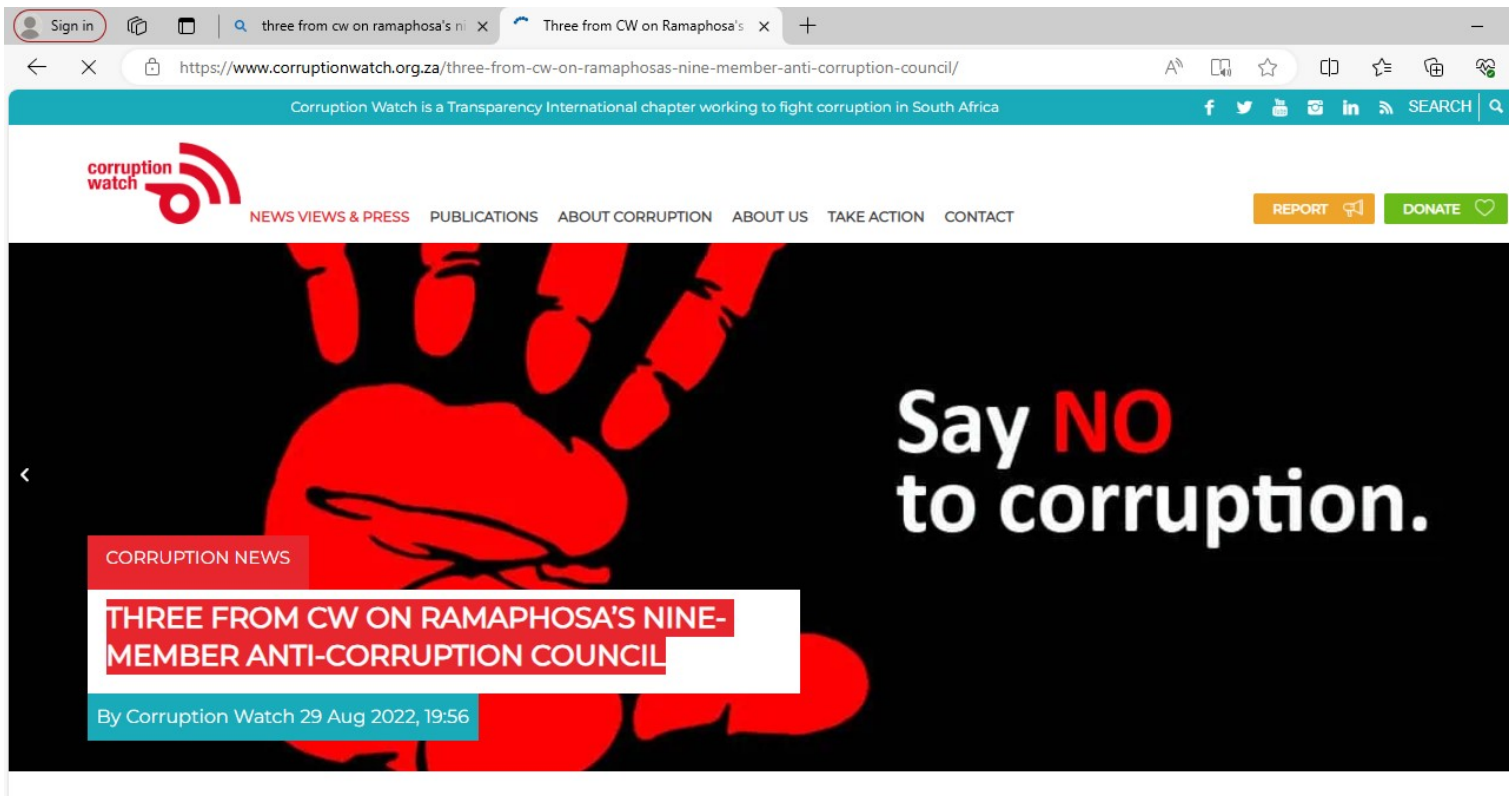 Sign in
three from cw on ramaphosa's ni
Three from CW on Ramaphosa's
https://www.corruptionwatch.org.za/three-from-cw-on-ramaphosas-nine-member-anti-corruption-council/
Corruption Watch is a Transparency International chapter working to fight corruption in South Africa
SEARCH
corruption
watch
NEWS VIEWS & PRESS PUBLICATIONS ABOUT CORRUPTION ABOUT US TAKE ACTION CONTACT
REPORT
DONATE
Say NO
to corruption.
CORRUPTION NEWS
THREE FROM CW ON RAMAPHOSA'S NINE-
MEMBER ANTI-CORRUPTION COUNCIL
By Corruption Watch 29 Aug 2022, 19:56